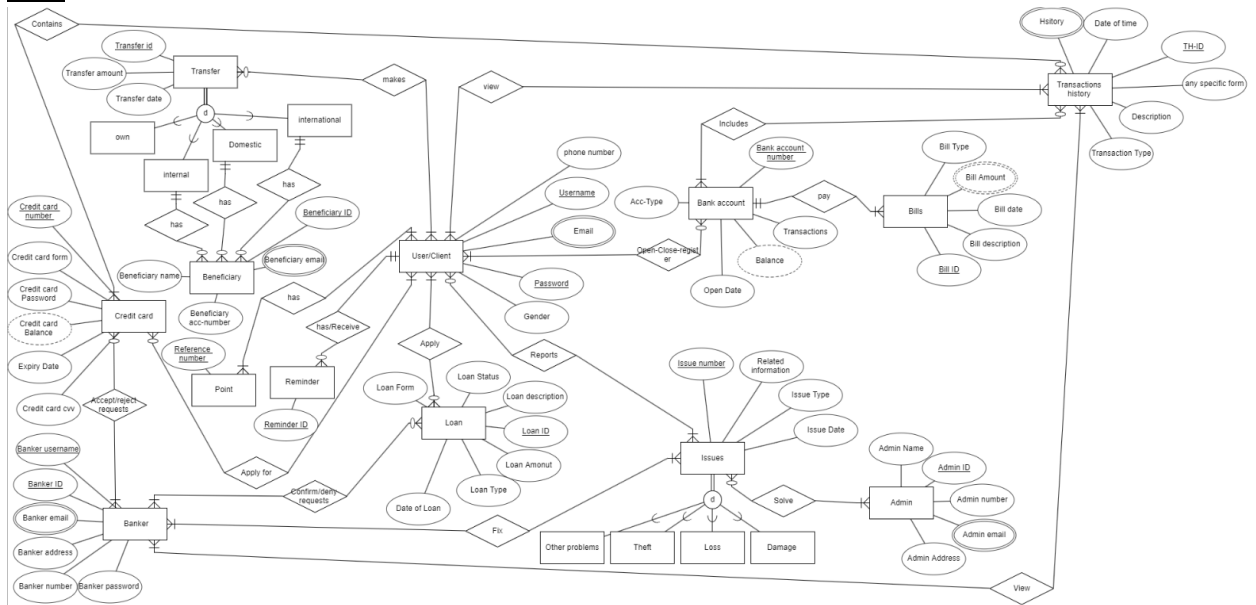 Contains
Hsitory
Date of time
Transfer id
TH-ID
Transfer
Transfer amount
makes
view
Transactions
history
any specific form
Transfer date
d
international
Includes
Description
own
Domestic
Bank account
number
phone number
Bill Type
Transaction Type
internal
has
Bill Amount
Username
Acc-Type
Bank account
pay
Bills
Bill date
has
Credit card
number
Beneficiary ID
Email
Transactions
has
Bill description
User/Client
Open-Close-regist
er
Balance
Credit card form
Beneficiary name
Beneficiary
Beneficiary email
Bill ID
Password
Open Date
Credit card
Password
has
Beneficiary
acc-number
Credit card
Gender
Credit card
Balance
has/Receive
Apply
Reports
Reference
number
Issue number
Related
information
Expiry Date
Loan Status
Point
Reminder
Loan Form
Issue Type
Accept/reject
requests
Loan description
Credit card cvv
Reminder ID
Loan
Loan ID
Issue Date
Banker username
Admin Name
Issues
Apply for
Loan Amonut
Admin ID
Banker ID
Confirm/deny
requests
Loan Type
Solve
Admin
Admin number
Date of Loan
d
Banker email
Banker
Fix
Admin email
Banker address
Other problems
Theft
Loss
Damage
Admin Address
Banker number
Banker password
View